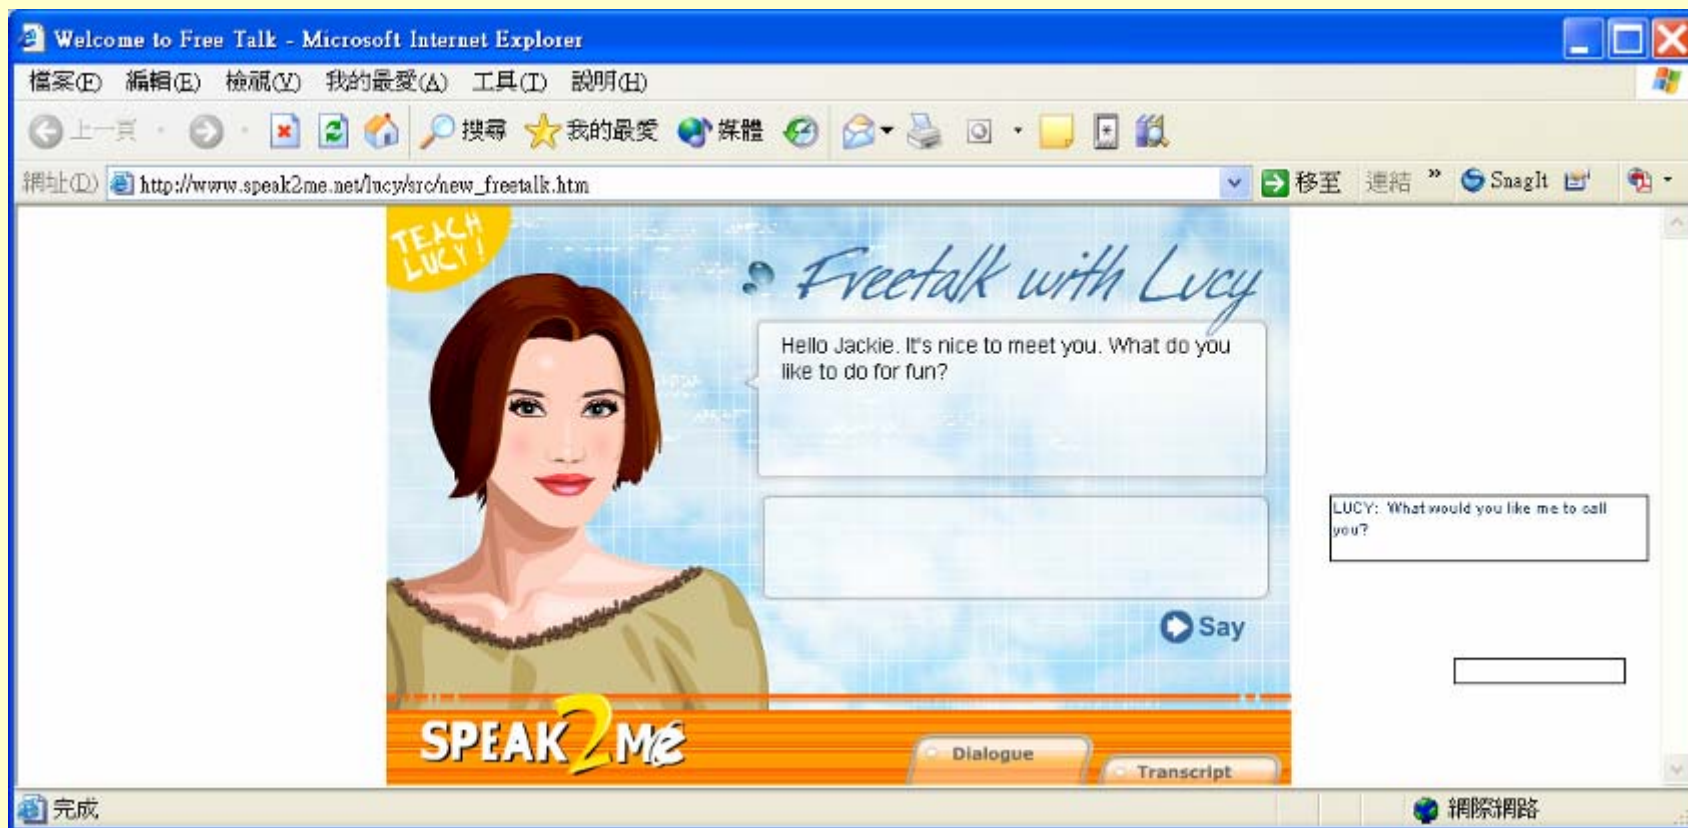 Welcome to Free Talk - Microsoft Internet Explorer
檔案(F) 編輯(E) 檢視(V) 我的最愛(A) 工具(T) 說明(H)
上一頁 搜尋 我的最愛 媒體
網址(D) http://www.speak2me.net/lucy/src/new_freetalk.htm 移至 連結 » SnagIt
TEACH
LUCY!
Freetalk with Lucy
Hello Jackie. It's nice to meet you. What do you
like to do for fun?
LUCY: What would you like me to call
you?
Say
SPEAK2Me
Dialogue
Transcript
完成 網際網路